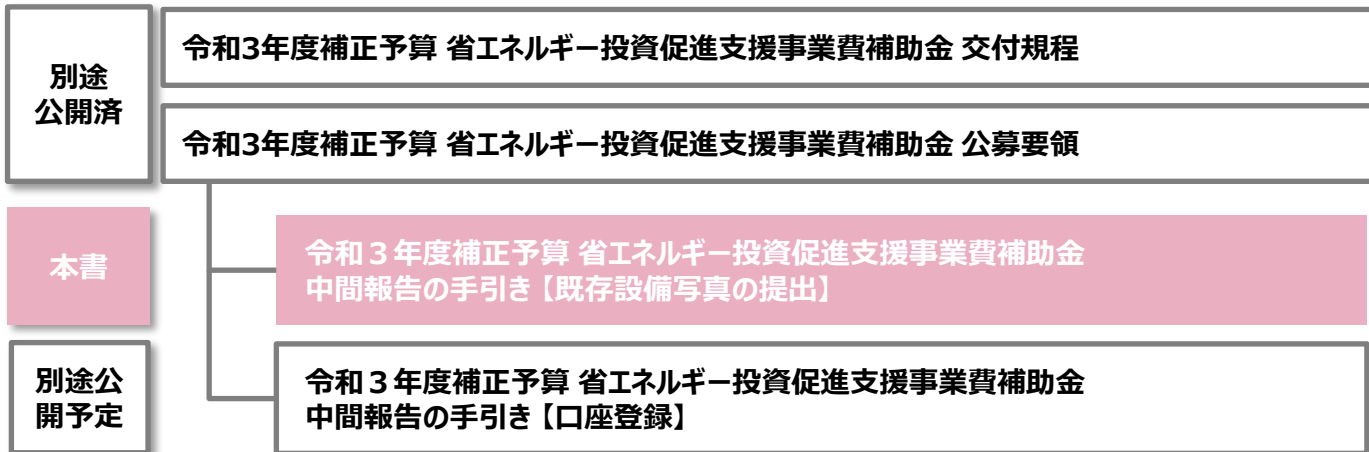 別途
公開済
令和3年度補正予算 省エネルギー投資促進支援事業費補助金 交付規程
令和3年度補正予算 省エネルギー投資促進支援事業費補助金 公募要領
本書
令和３年度補正予算 省エネルギー投資促進支援事業費補助金
中間報告の手引き【既存設備写真の提出】
別途公
開予定
令和３年度補正予算 省エネルギー投資促進支援事業費補助金
中間報告の手引き【口座登録】